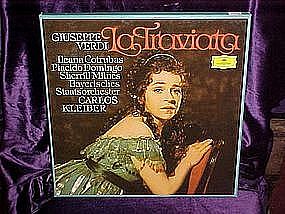 GIUSEPPE
VERDI
La Traviata
Ileana Cotrubas
Placido Domingo
Sherrill Milnes
Bayerisches
Staatsorchester
CARLOS
KLEIBER